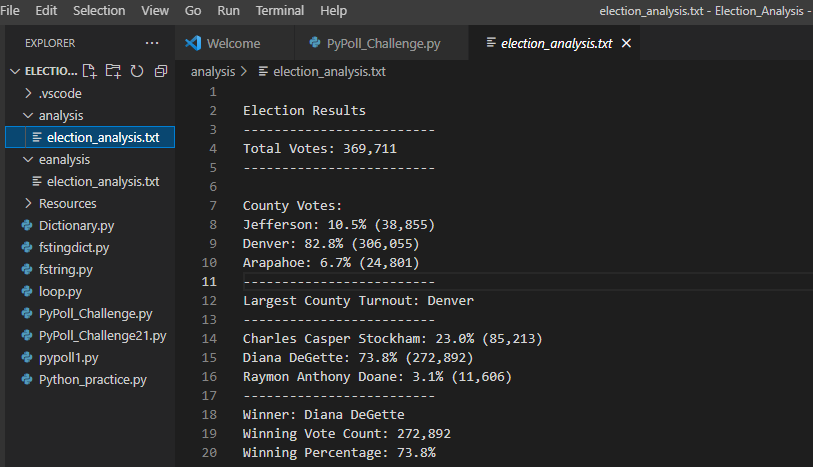 File Edit Selection View Go Run Terminal Help election_analysis.txt - Election_Analysis -
EXPLORER ···
Welcome PyPoll_Challenge.py election_analysis.txt
ELECTIO...
.vscode
analysis
election_analysis.txt
eanalysis
election_analysis.txt
Resources
Dictionary.py
fstingdict.py
fstring.py
loop.py
PyPoll_Challenge.py
PyPoll_Challenge21.py
pypoll1.py
Python_practice.py
analysis > election_analysis.txt
1
2 Election Results
3 -------------------------
4 Total Votes: 369,711
5 -------------------------
6
7 County Votes:
8 Jefferson: 10.5% (38,855)
9 Denver: 82.8% (306,055)
10 Arapahoe: 6.7% (24,801)
11 -------------------------
12 Largest County Turnout: Denver
13 -------------------------
14 Charles Casper Stockham: 23.0% (85,213)
15 Diana DeGette: 73.8% (272,892)
16 Raymon Anthony Doane: 3.1% (11,606)
17 -------------------------
18 Winner: Diana DeGette
19 Winning Vote Count: 272,892
20 Winning Percentage: 73.8%